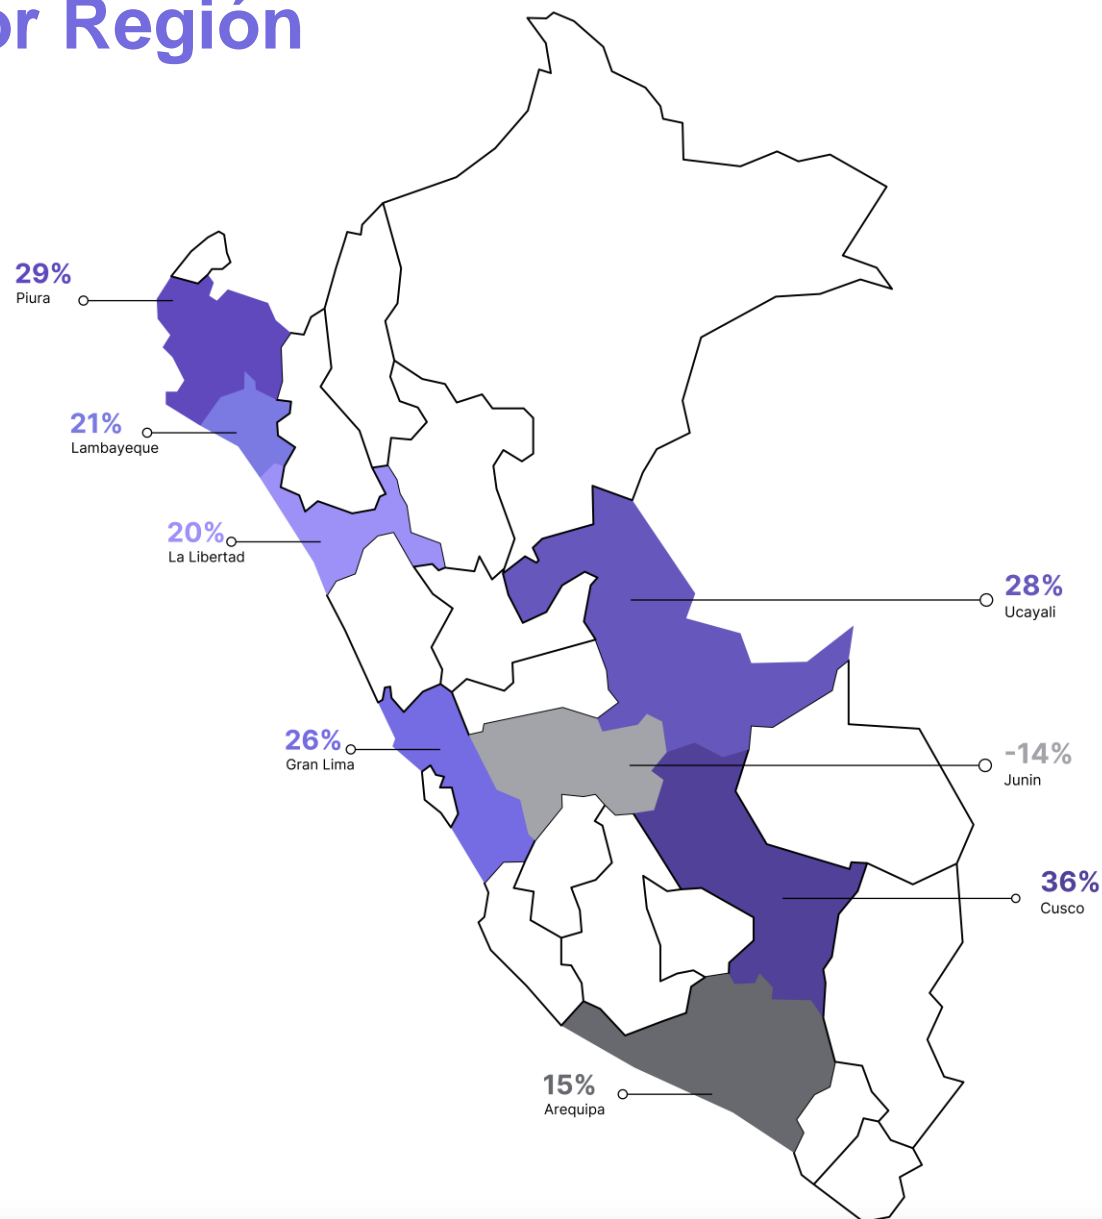 or Región
29%
Piura
21%
Lambayeque
20%
La Libertad
28%
Ucayali
26%
Gran Lima
-14%
Junin
36%
Cusco
15%
Arequipa